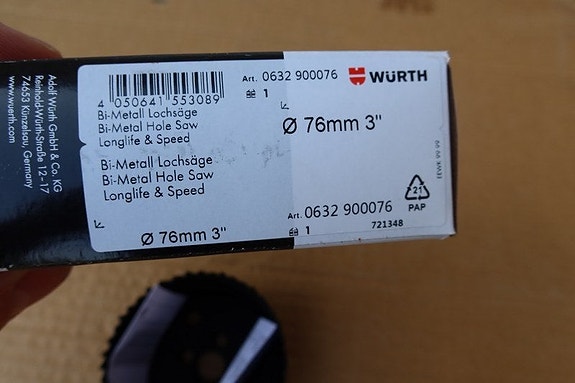 Adolf Würth GmbH & Co. KG
Reinhold-Würth-Straße 12-17
74653 Künzelsau, Germany
www.wuerth.com
4 050641 553089
Bi-Metall Lochsäge
Bi-Metal Hole Saw
Longlife & Speed
Bi-Metall Lochsäge
Bi-Metal Hole Saw
Longlife & Speed
Ø 76mm 3"
Art. 0632 900076
1
WÜRTH
Ø 76mm 3"
21
PAP
Art. 0632 900076
1
721348